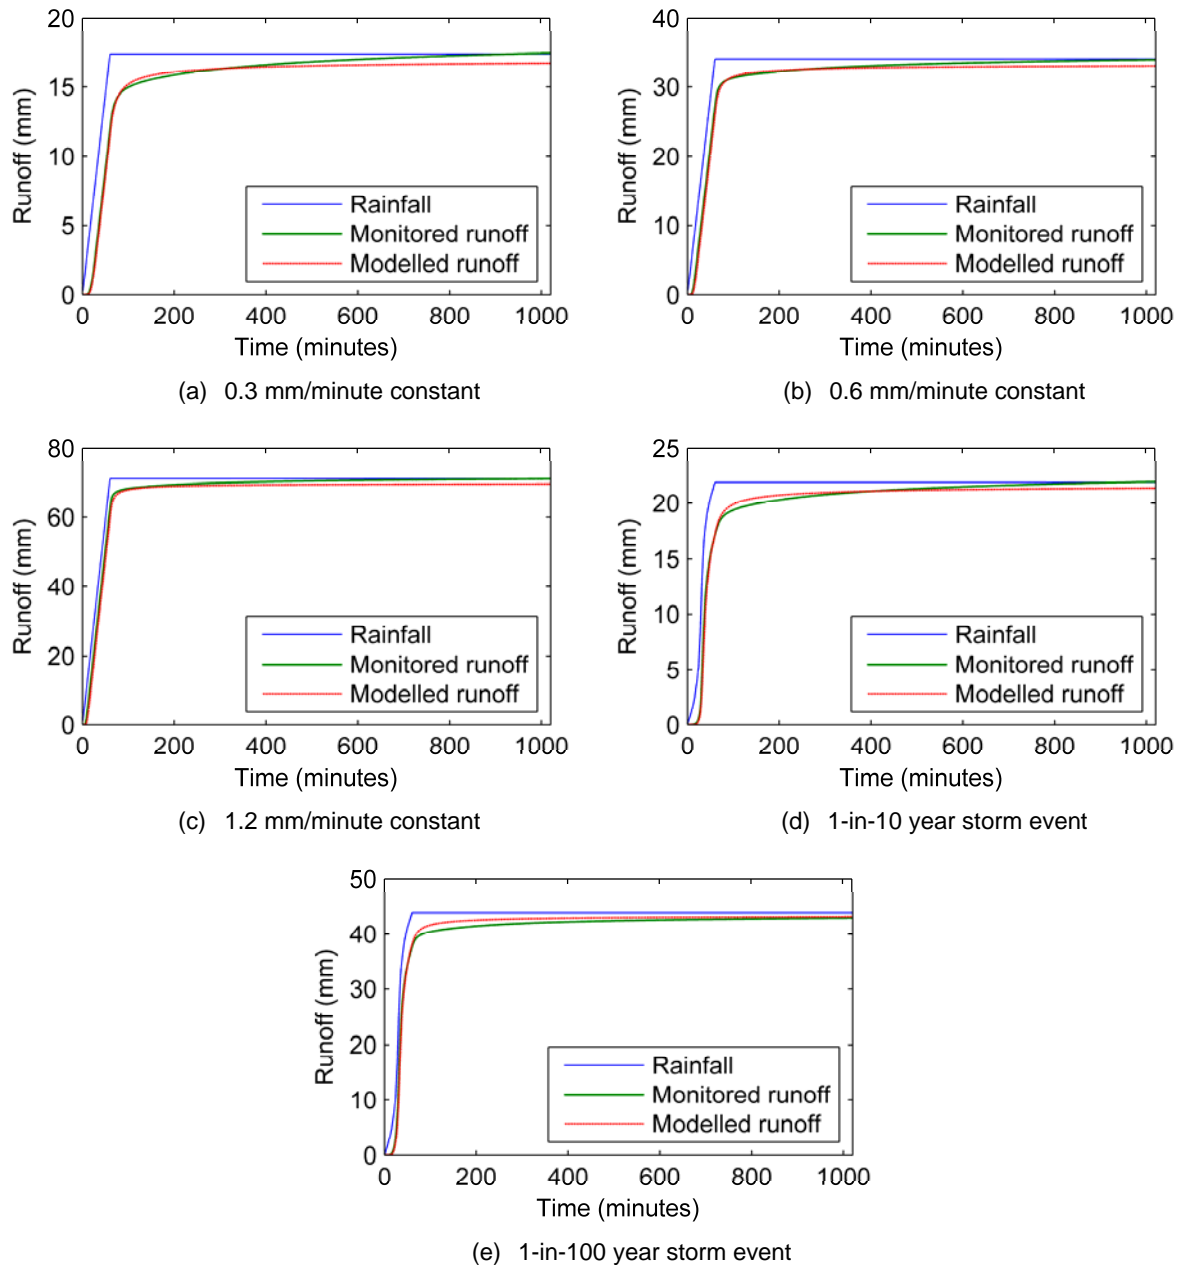 20
15
10
5
0
Runoff (mm)
Rainfall
Monitored runoff
Modelled runoff
0 200 400 600 800 1000
Time (minutes)
(a) 0.3 mm/minute constant
40
30
20
10
0
Runoff (mm)
Rainfall
Monitored runoff
Modelled runoff
0 200 400 600 800 1000
Time (minutes)
(b) 0.6 mm/minute constant
80
60
40
20
0
Runoff (mm)
Rainfall
Monitored runoff
Modelled runoff
0 200 400 600 800 1000
Time (minutes)
(c) 1.2 mm/minute constant
25
20
15
10
5
0
Runoff (mm)
Rainfall
Monitored runoff
Modelled runoff
0 200 400 600 800 1000
Time (minutes)
(d) 1-in-10 year storm event
50
40
30
20
10
0
Runoff (mm)
Rainfall
Monitored runoff
Modelled runoff
0 200 400 600 800 1000
Time (minutes)
(e) 1-in-100 year storm event